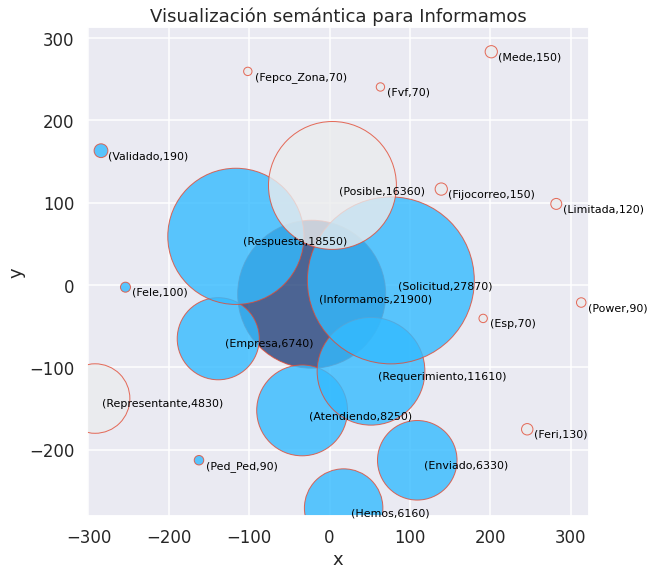 Visualización semántica para Informamos
300
200
100
0
−100
−200
y
−300
−200
−100
0
100
200
300
x
(Mede,150)
(Fepco_Zona,70)
(Fvf,70)
(Validado,190)
(Posible,16360)
(Fijocorreo,150)
(Limitada,120)
(Respuesta,18550)
(Fele,100)
(Solicitud,27870)
(Informamos,21900)
(Power,90)
(Esp,70)
(Empresa,6740)
(Requerimiento,11610)
(Representante,4830)
(Atendiendo,8250)
(Feri,130)
(Ped_Ped,90)
(Enviado,6330)
(Hemos,6160)